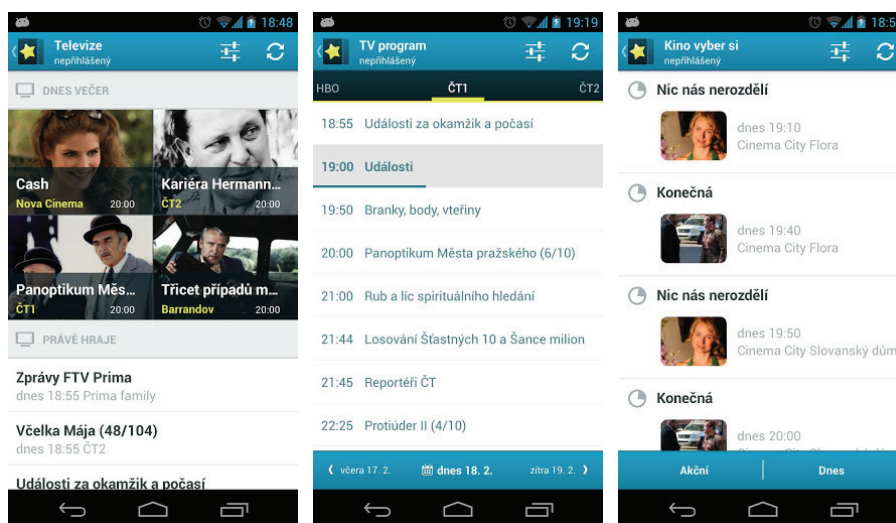 18:48
Televize
nepřihlášený
DNES VEČER
Cash
Nova Cinema 20:00
Kariéra Hermann...
ČT2 20:00
Panoptikum Měs...
ČT1 20:00
Třicet případů m...
Barrandov 20:00
PRÁVĚ HRAJE
Zprávy FTV Prima
dnes 18:55 Prima family
Včelka Mája (48/104)
dnes 18:55 ČT2
Události za okamžik a počasí
19:19
TV program
nepřihlášený
HBO ČT1 ČT2
18:55 Události za okamžik a počasí
19:00 Události
19:50 Branky, body, vteřiny
20:00 Panoptikum Města pražského (6/10)
21:00 Rub a líc spirituálního hledání
21:44 Losování Šťastných 10 a Šance milion
21:45 Reportéři ČT
22:25 Protiúder II (4/10)
včera 17. 2. dnes 18. 2. zítra 19. 2.
18:5
Kino vyber si
nepřihlášený
Nic nás nerozdělí
dnes 19:10
Cinema City Flora
Konečná
dnes 19:40
Cinema City Flora
Nic nás nerozdělí
dnes 19:50
Cinema City Slovanský dům
Konečná
dnes 20:00
Akční Dnes